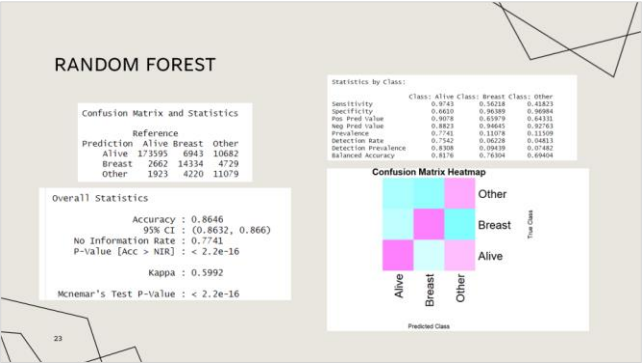 RANDOM FOREST
Confusion Matrix and Statistics
Reference
Prediction Alive Breast Other
Alive 173595 6943 10682
Breast 2662 14334 4729
Other 1923 4220 11079
Overall Statistics
Accuracy : 0.8646
95% CI : (0.8632, 0.866)
No Information Rate : 0.7741
P-Value [Acc > NIR] : < 2.2e-16
Kappa : 0.5992
Mcnemar's Test P-Value : < 2.2e-16
Statistics by Class:
Class: Alive Class: Breast Class: Other
Sensitivity 0.9743 0.56218 0.41823
Specificity 0.6610 0.96389 0.96984
Pos Pred Value 0.9078 0.65979 0.64331
Neg Pred Value 0.8823 0.94645 0.92763
Prevalence 0.7741 0.11078 0.11509
Detection Rate 0.7542 0.06228 0.04813
Detection Prevalence 0.8308 0.09439 0.07482
Balanced Accuracy 0.8176 0.76304 0.69404
Confusion Matrix Heatmap
Other
Breast
Alive
True Class
Alive
Breast
Other
Predicted Class
23